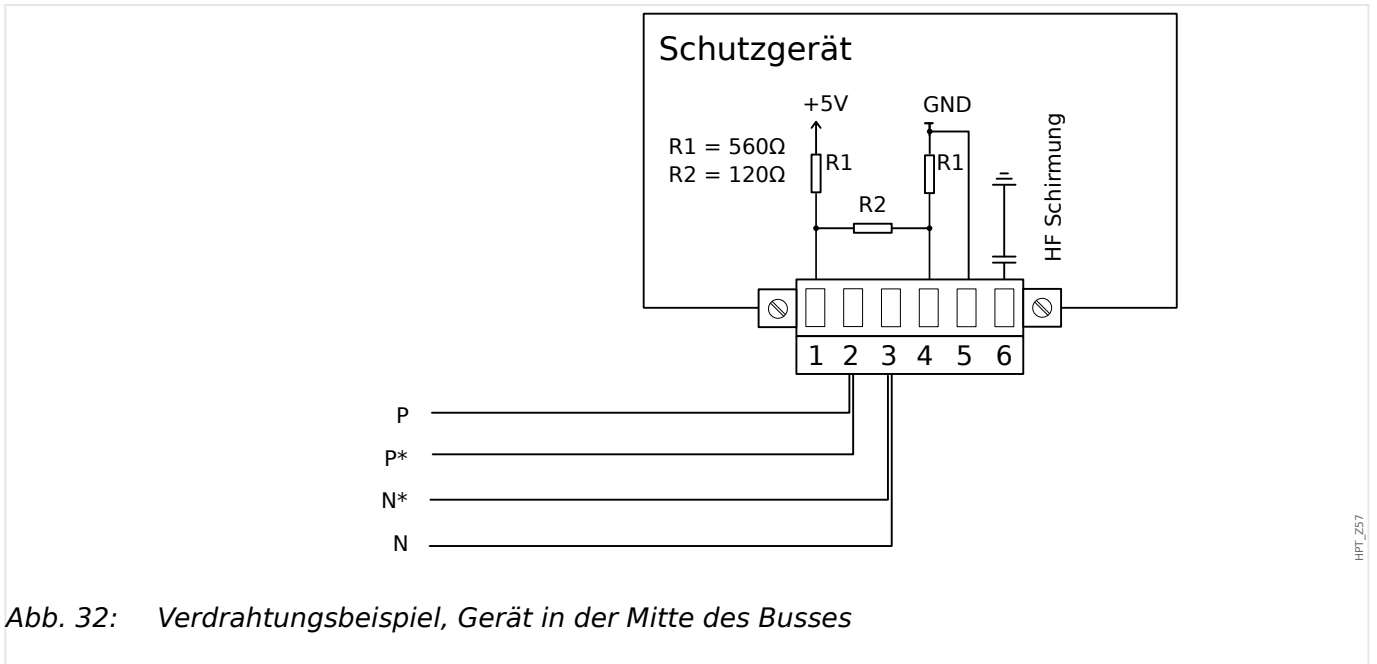 Schutzgerät
+5V
GND
R1 = 560Ω
R2 = 120Ω
R1
R1
R2
HF Schirmung
1 2 3 4 5 6
P
P*
N*
N
HPT_Z57
Abb. 32: Verdrahtungsbeispiel, Gerät in der Mitte des Busses